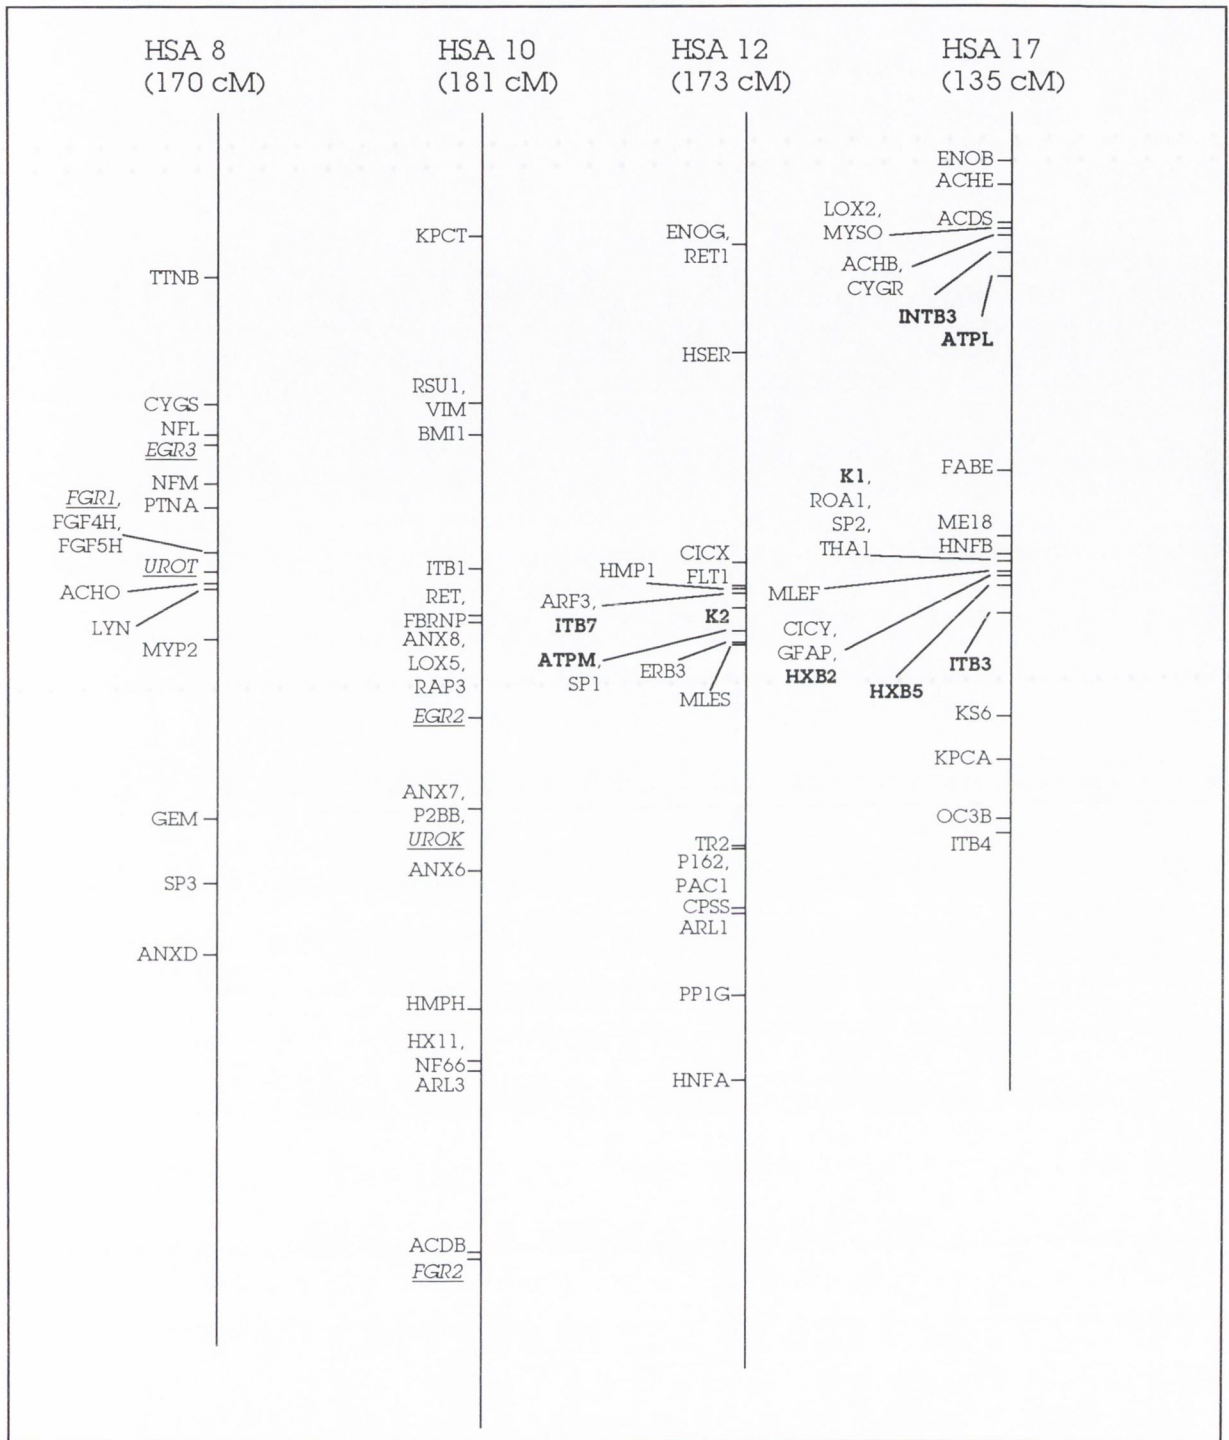 HSA 8
(170 cM)
TTNB
CYGS
NFL
EGR3
NFM
PTNA
FGR1,
FGF4H,
FGF5H
UROT
ACHO
LYN
MYP2
GEM
SP3
ANXD
HSA 10
(181 cM)
KPCT
RSU1,
VIM
BMI1
ITB1
RET,
FBRNP
ANX8,
LOX5,
RAP3
EGR2
ANX7,
P2BB,
UROK
ANX6
HMPH
HX11,
NF66
ARL3
ACDB
FGR2
HSA 12
(173 cM)
ENOG,
RET1
HSER
CICX
FLT1
HMP1
ARF3,
ITB7
K2
ATPM,
SP1
ERB3
MLES
TR2
P162,
PAC1
CPSS
ARL1
PP1G
HNFA
HSA 17
(135 cM)
ENOB
ACHE
ACDS
LOX2,
MYSO
ACHB,
CYGR
INTB3
ATPL
FABE
ME18
HNFB
K1,
ROA1,
SP2,
THA1
MLEF
CICY,
GFAP,
HXB2
HXB5
ITB3
KS6
KPCA
OC3B
ITB4